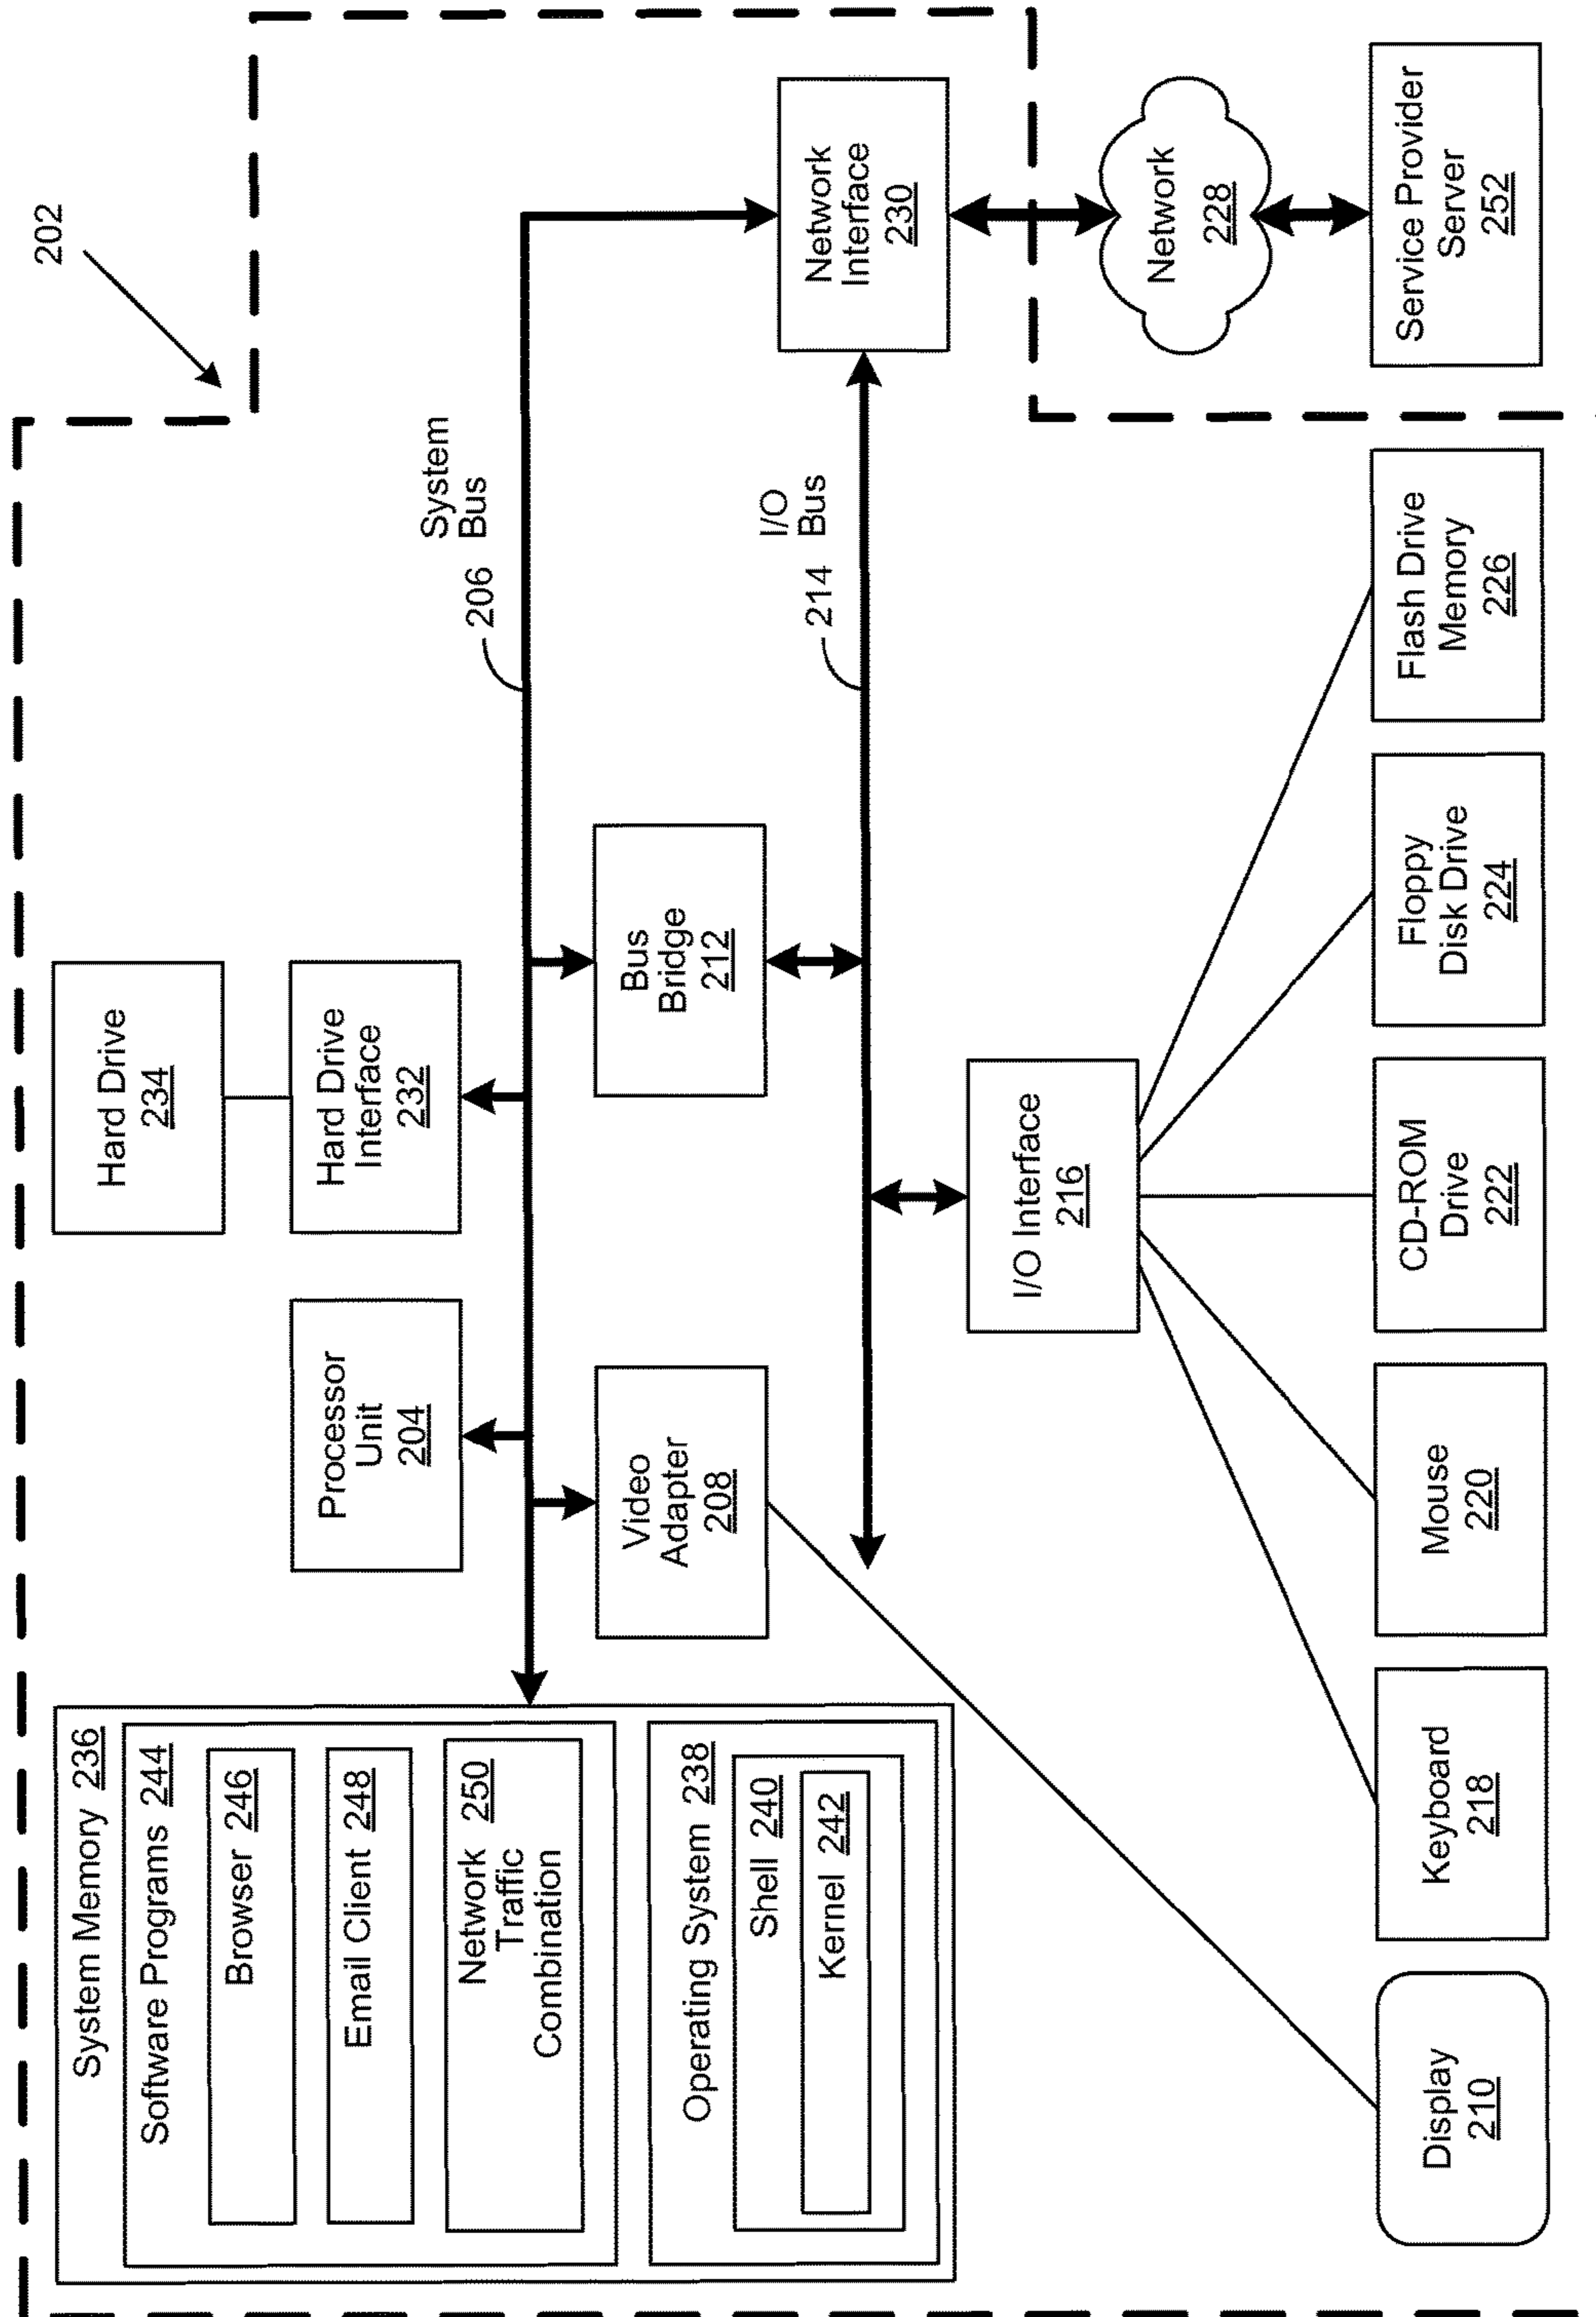 202
System Memory 236
Software Programs 244
Browser 246
Email Client 248
Network 250
Traffic
Combination
Operating System 238
Shell 240
Kernel 242
Hard Drive
234
Processor
Unit
204
Hard Drive
Interface
232
System
Bus
206
Video
Adapter
208
Bus
Bridge
212
I/O
Bus
214
Network
Interface
230
I/O Interface
216
Network
228
Display
210
Keyboard
218
Mouse
220
CD-ROM
Drive
222
Floppy
Disk Drive
224
Flash Drive
Memory
226
Service Provider
Server
252